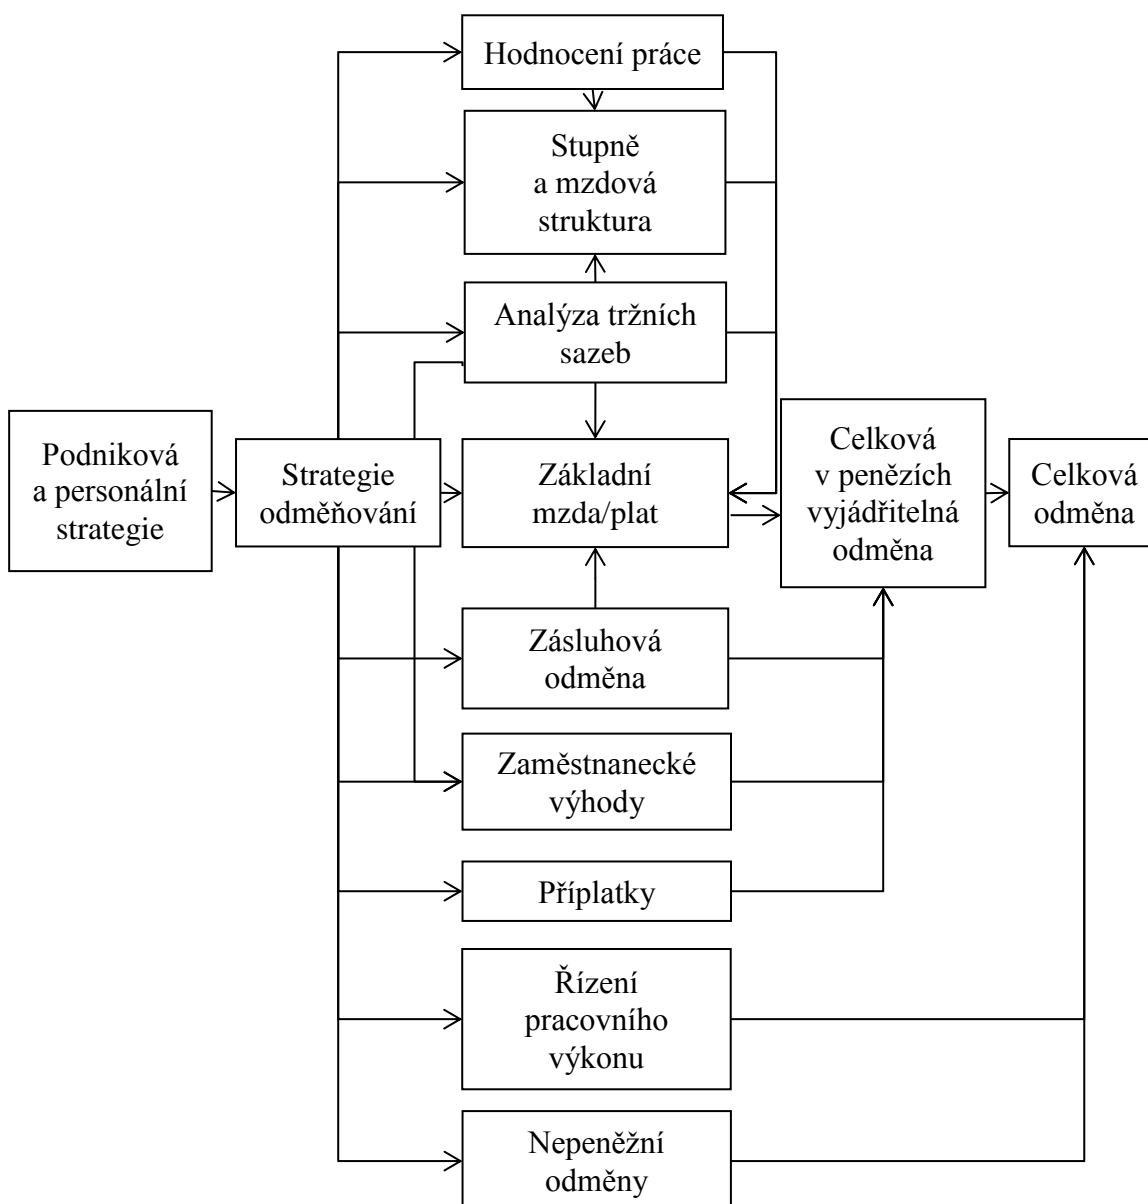 Hodnocení práce
Stupně
a mzdová
struktura
Analýza tržních
sazeb
Podniková
a personální
strategie
Strategie
odměňování
Základní
mzda/plat
Celková
v penězích
vyjádřitelná
odměna
Celková
odměna
Zásluhová
odměna
Zaměstnanecké
výhody
Příplatky
Řízení
pracovního
výkonu
Nepeněžní
odměny